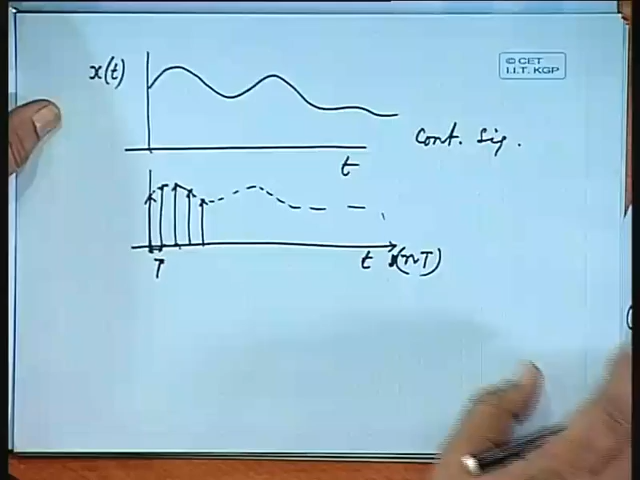 © CET
I.I.T. KGP
x(t)
cont. sig.
t
T
t (nT)